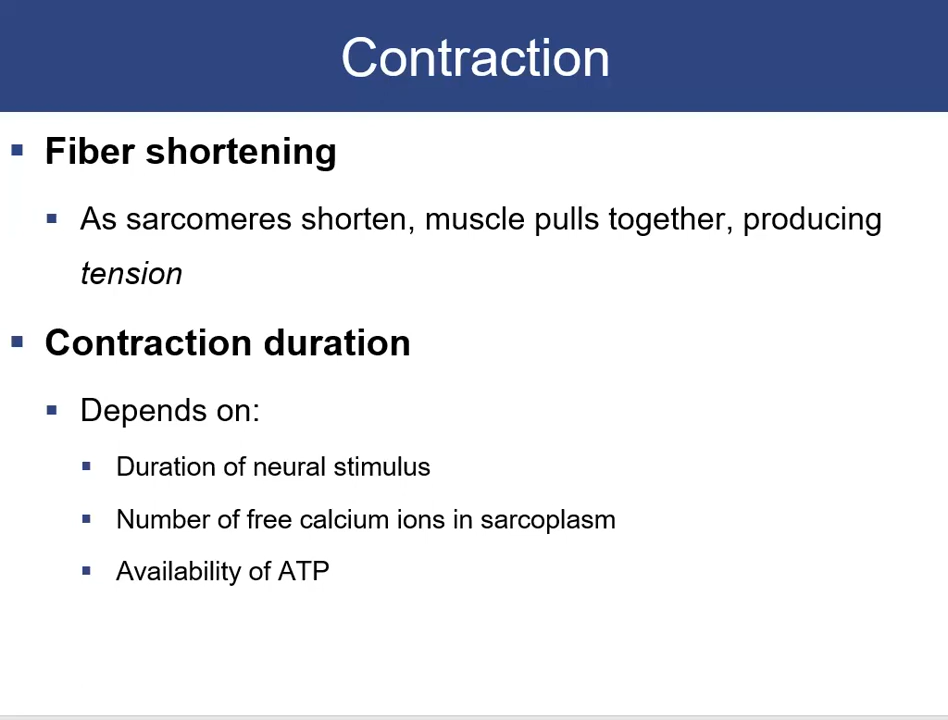 Contraction
Fiber shortening
As sarcomeres shorten, muscle pulls together, producing
tension
Contraction duration
Depends on:
Duration of neural stimulus
Number of free calcium ions in sarcoplasm
Availability of ATP